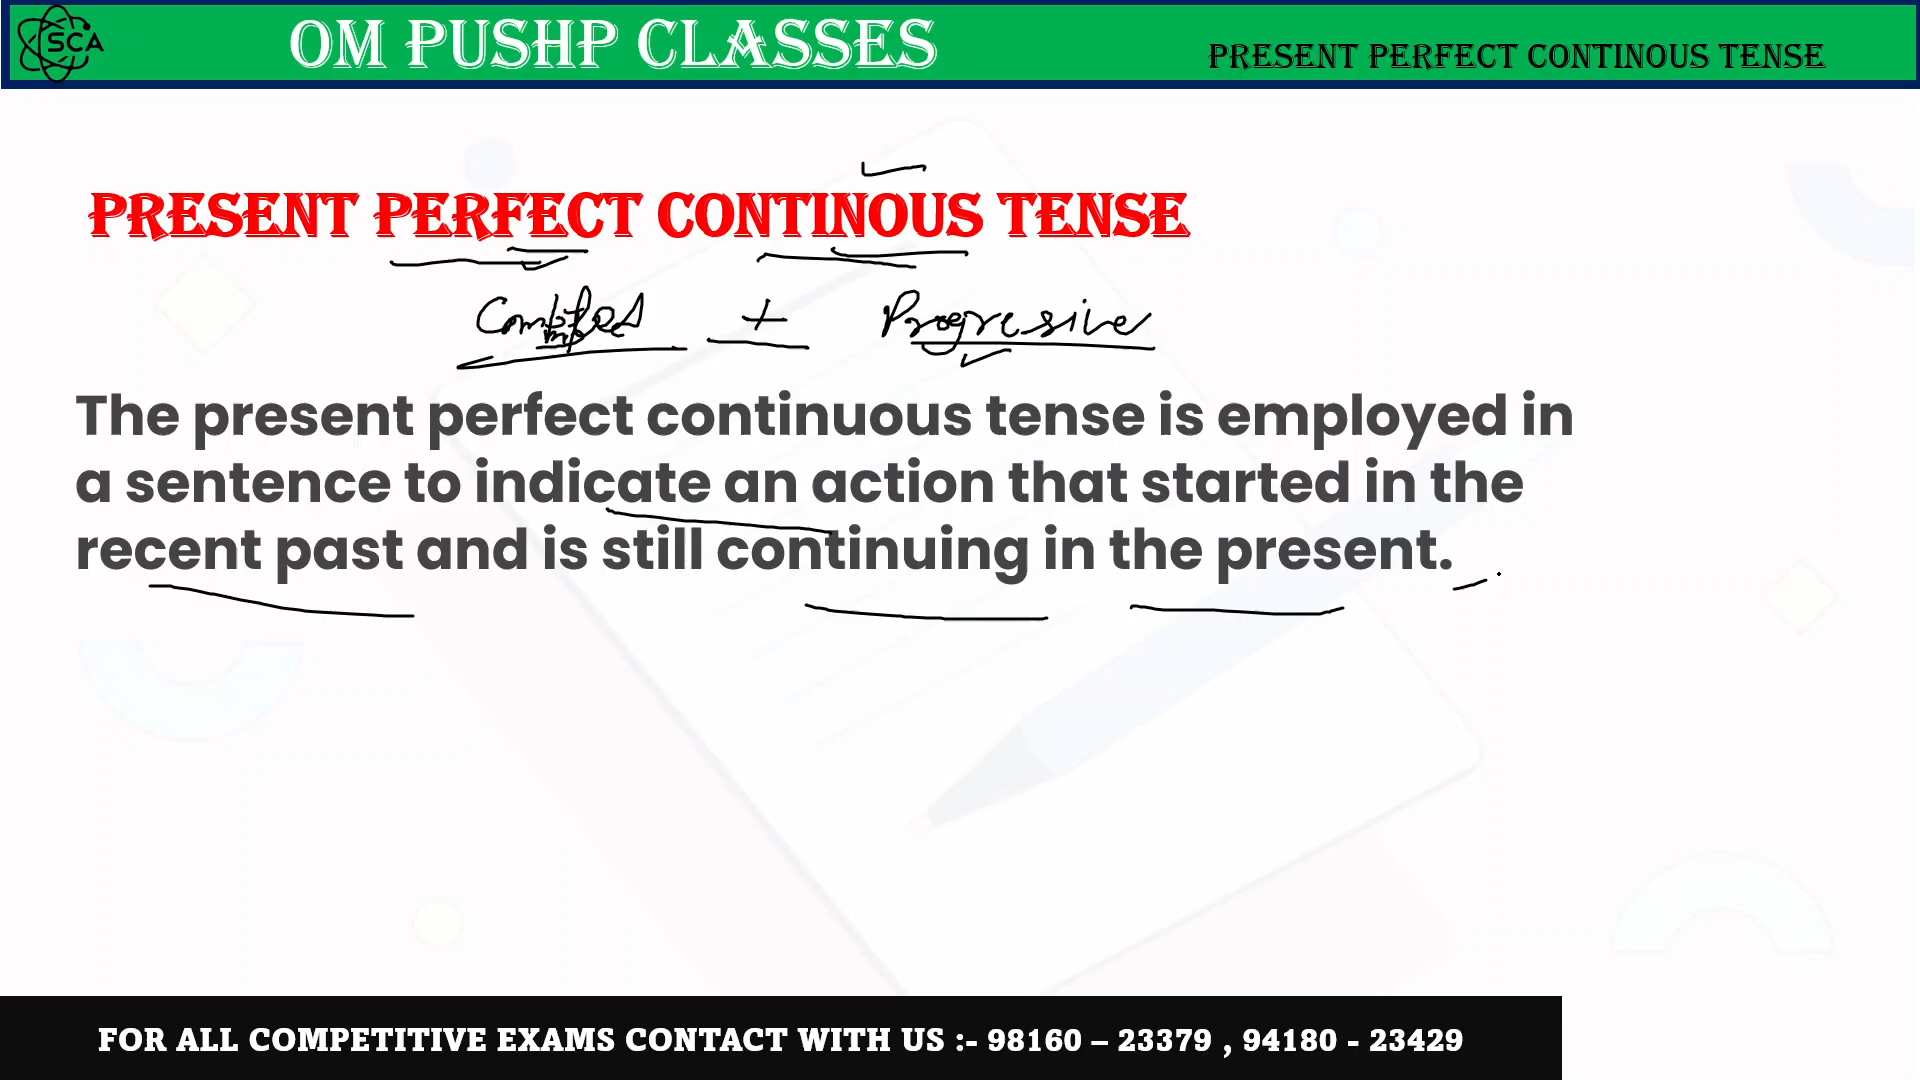 SCA
OM PUSHP CLASSES
PRESENT PERFECT CONTINOUS TENSE
PRESENT PERFECT CONTINOUS TENSE
+ Progressive
The present perfect continuous tense is employed in
a sentence to indicate an action that started in the
recent past and is still continuing in the present.
FOR ALL COMPETITIVE EXAMS CONTACT WITH US :- 98160 – 23379 , 94180 - 23429